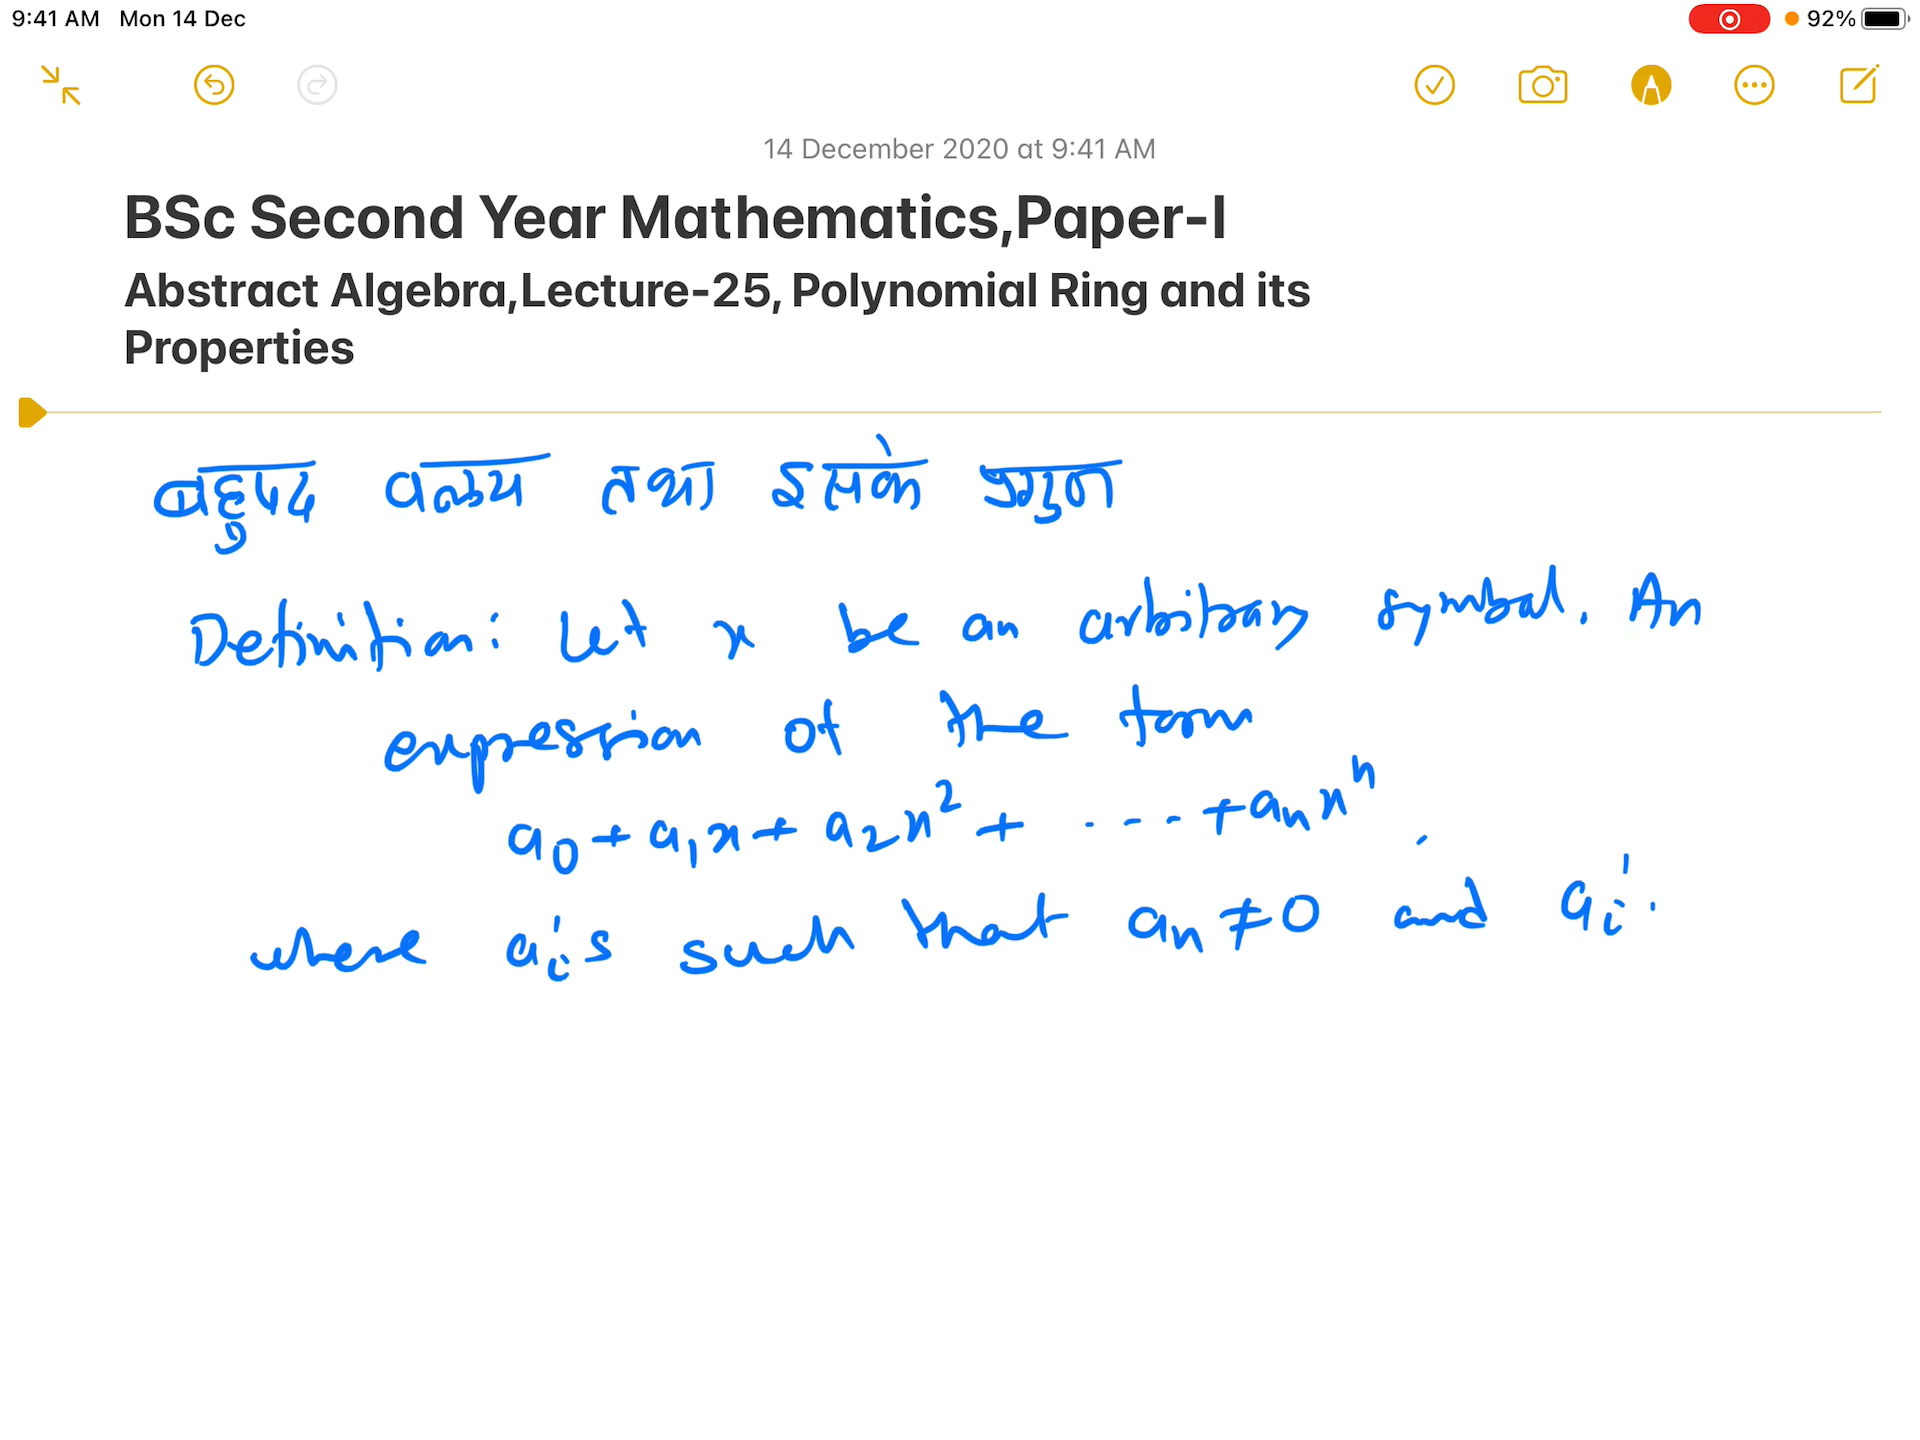 9:41 AM Mon 14 Dec 92%
14 December 2020 at 9:41 AM
BSc Second Year Mathematics,Paper-I
Abstract Algebra,Lecture-25, Polynomial Ring and its
Properties
बहुपद वलय तथा इसके प्रगुण
Definition: Let x be an arbitrary symbol. An
expression of the form
a₀ + a₁x + a₂x² + ---- + aₙxⁿ,
where aᵢ's such that aₙ ≠ 0 and aᵢ'